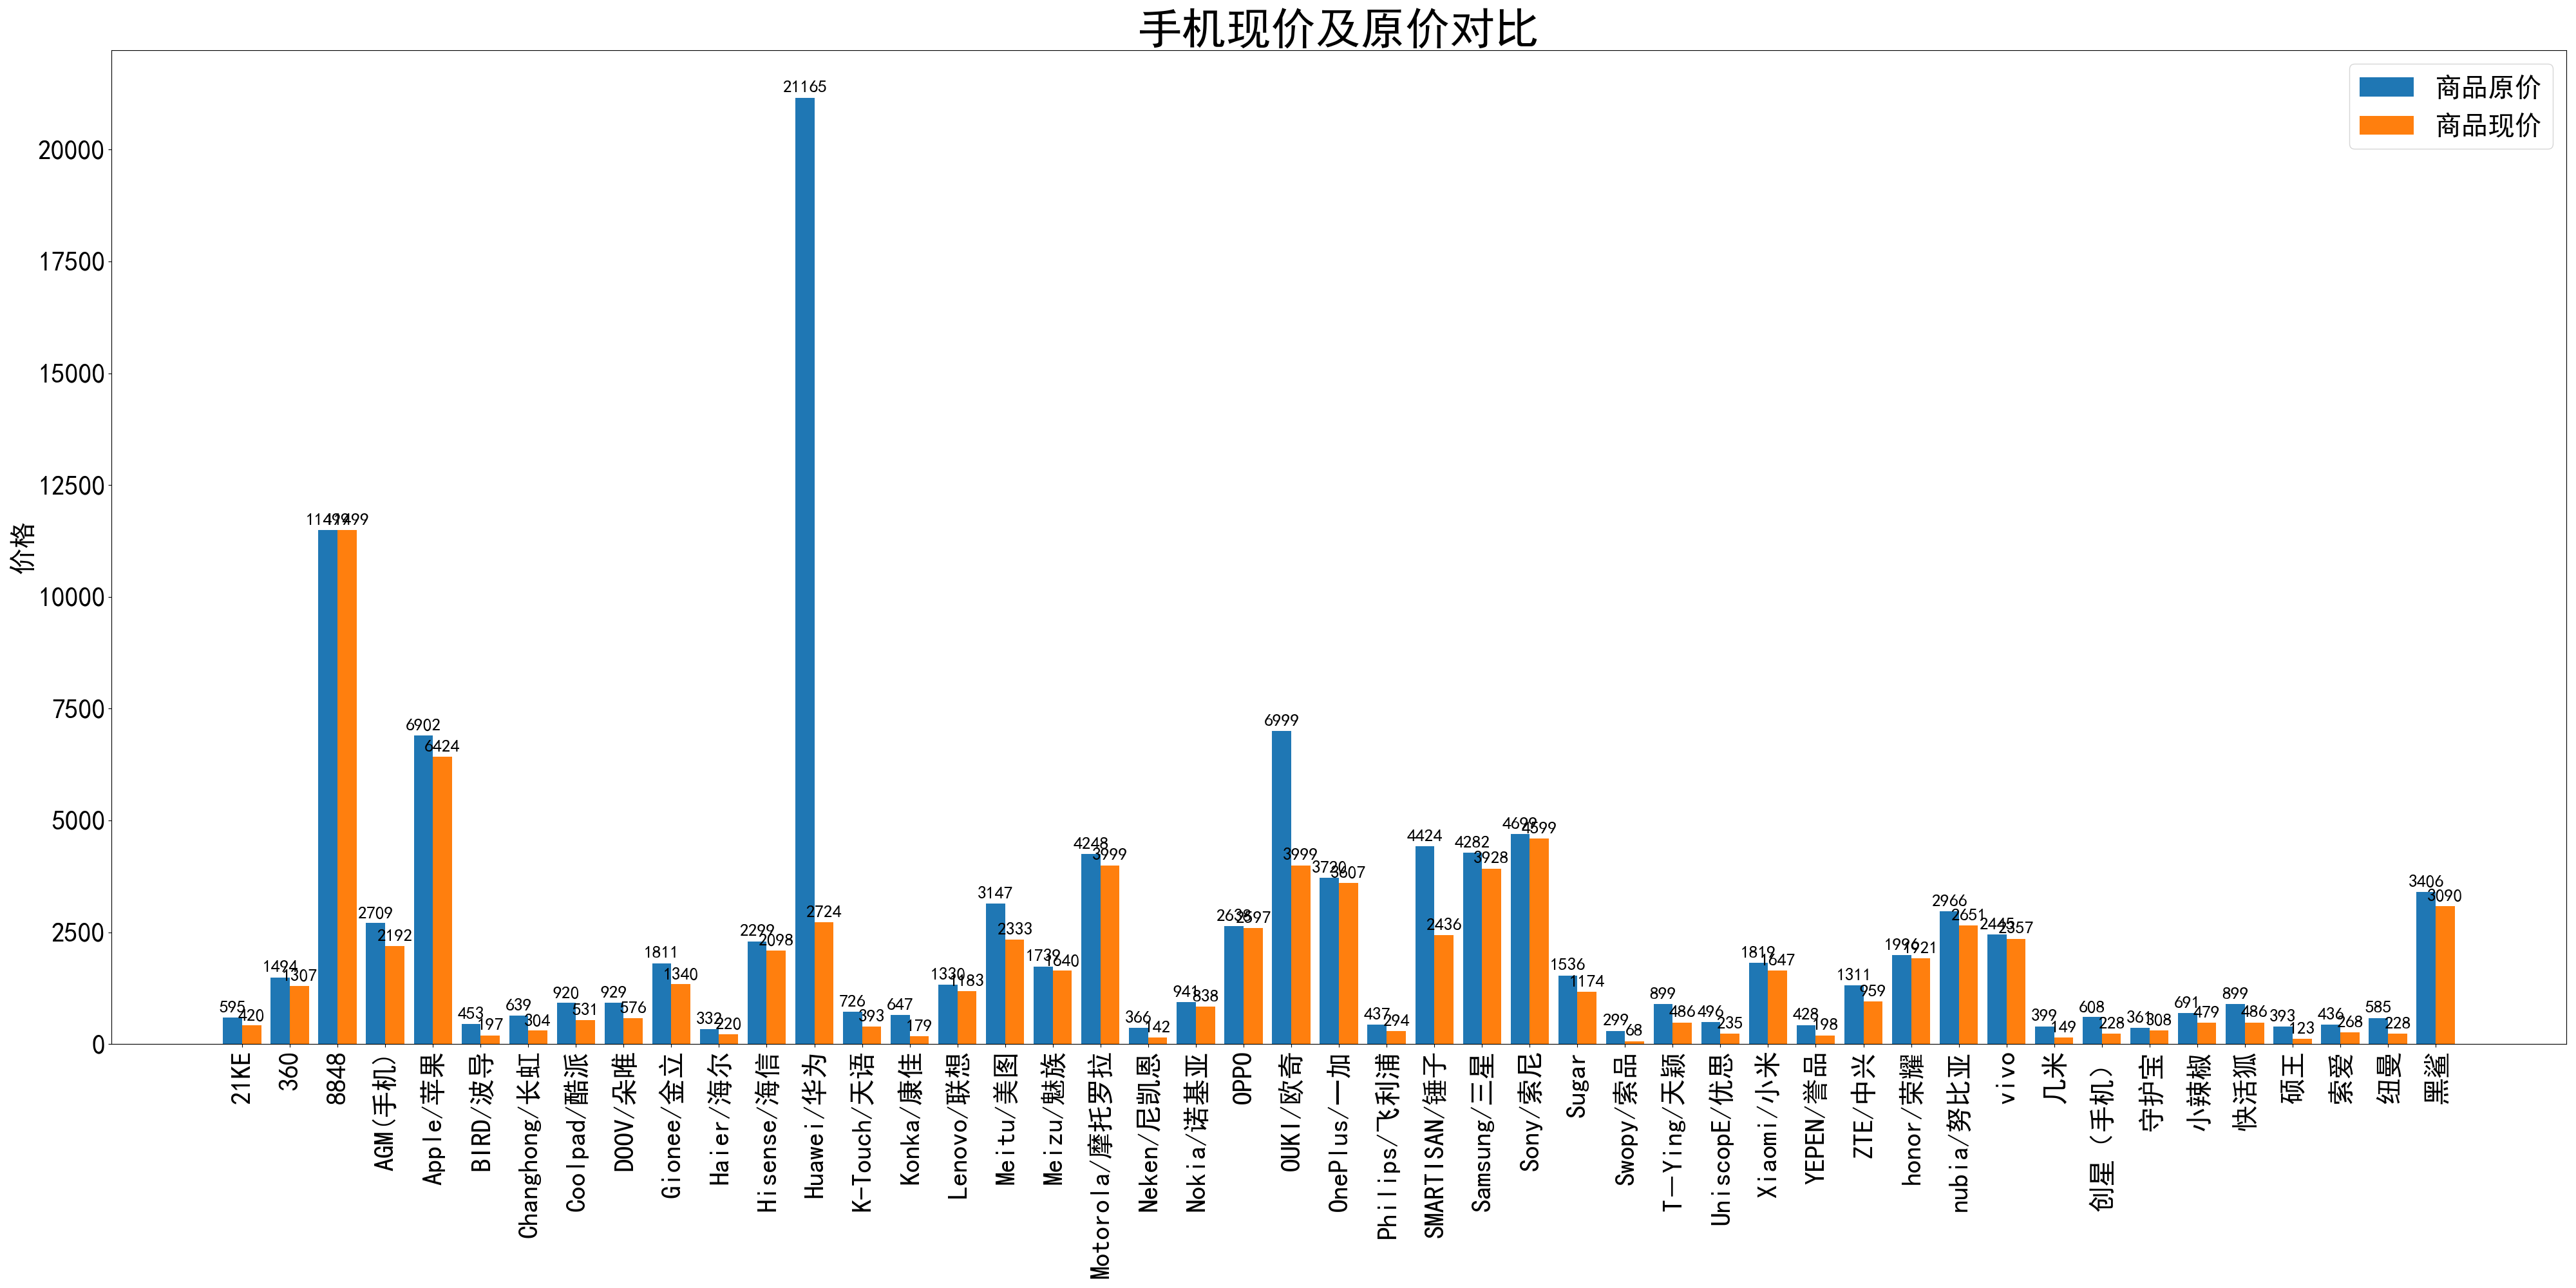 手机现价及原价对比
商品原价
商品现价
价格
20000
17500
15000
12500
10000
7500
5000
2500
0
595 420
1494 1307
11499 11499
2709 2192
6902 6424
453 197
639 304
920 531
929 576
1811 1340
332 220
2299 2098
21165 2724
726 393
647 179
1330 1183
3147 2333
1739 1640
4248 3999
366 142
941 838
2638 2597
6999 3999
3720 3607
437 294
4424 2436
4282 3928
4699 4599
1536 1174
299 68
899 486
496 235
1819 1647
428 198
1311 959
1996 1921
2966 2651
2445 2357
399 149
608 228
361 308
691 479
899 486
393 123
436 268
585 228
3406 3090
21KE
360
8848
AGM(手机)
Apple/苹果
BIRD/波导
Changhong/长虹
Coolpad/酷派
DOOV/朵唯
Gionee/金立
Haier/海尔
Hisense/海信
Huawei/华为
K-Touch/天语
Konka/康佳
Lenovo/联想
Meitu/美图
Meizu/魅族
Motorola/摩托罗拉
Neken/尼凯恩
Nokia/诺基亚
OPPO
OUKI/欧奇
OnePlus/一加
Philips/飞利浦
SMARTISAN/锤子
Samsung/三星
Sony/索尼
Sugar
Swopy/索品
T－Ying/天颖
UniscopE/优思
Xiaomi/小米
YEPEN/誉品
ZTE/中兴
honor/荣耀
nubia/努比亚
vivo
几米
创星（手机）
守护宝
小辣椒
快活狐
硕王
索爱
纽曼
黑鲨